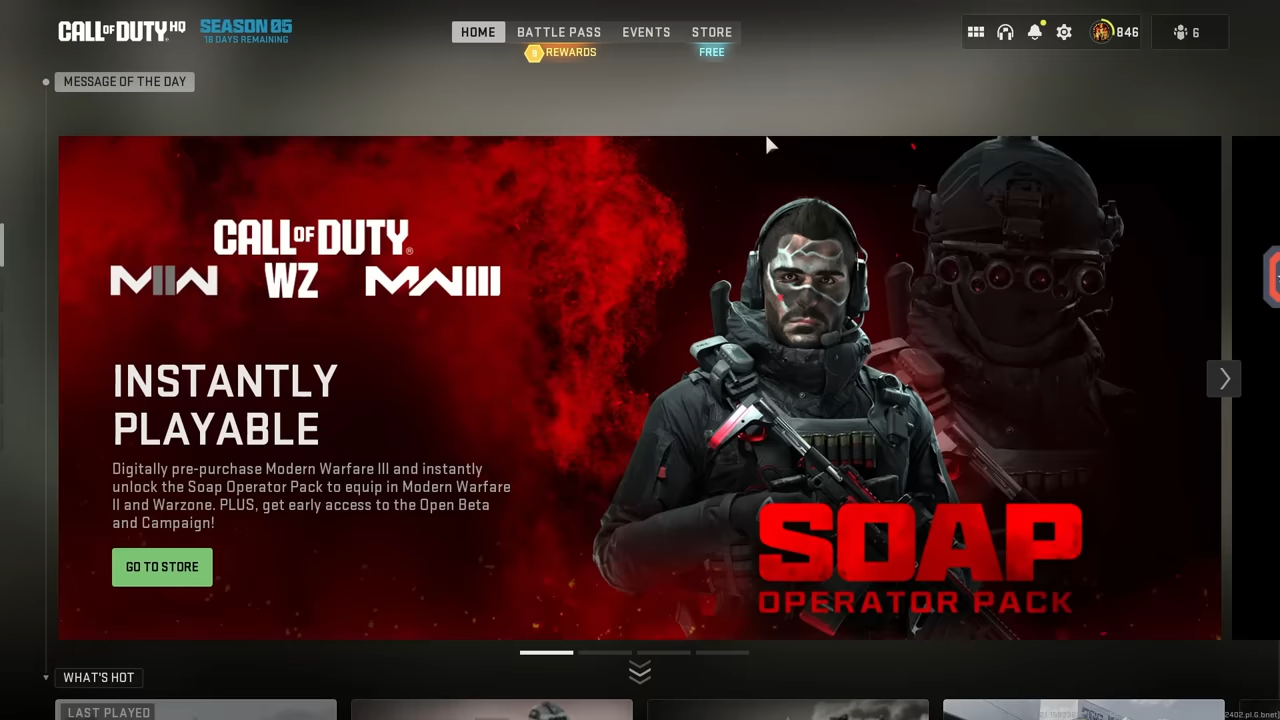 CALL OF DUTY HQ
SEASON 05
18 DAYS REMAINING
HOME
BATTLE PASS
EVENTS
STORE
3 REWARDS
FREE
846
6
MESSAGE OF THE DAY
CALL OF DUTY®
MWII
WZ
MWIII
INSTANTLY
PLAYABLE
Digitally pre-purchase Modern Warfare III and instantly
unlock the Soap Operator Pack to equip in Modern Warfare
II and Warzone. PLUS, get early access to the Open Beta
and Campaign!
GO TO STORE
SOAP
OPERATOR PACK
WHAT'S HOT
LAST PLAYED